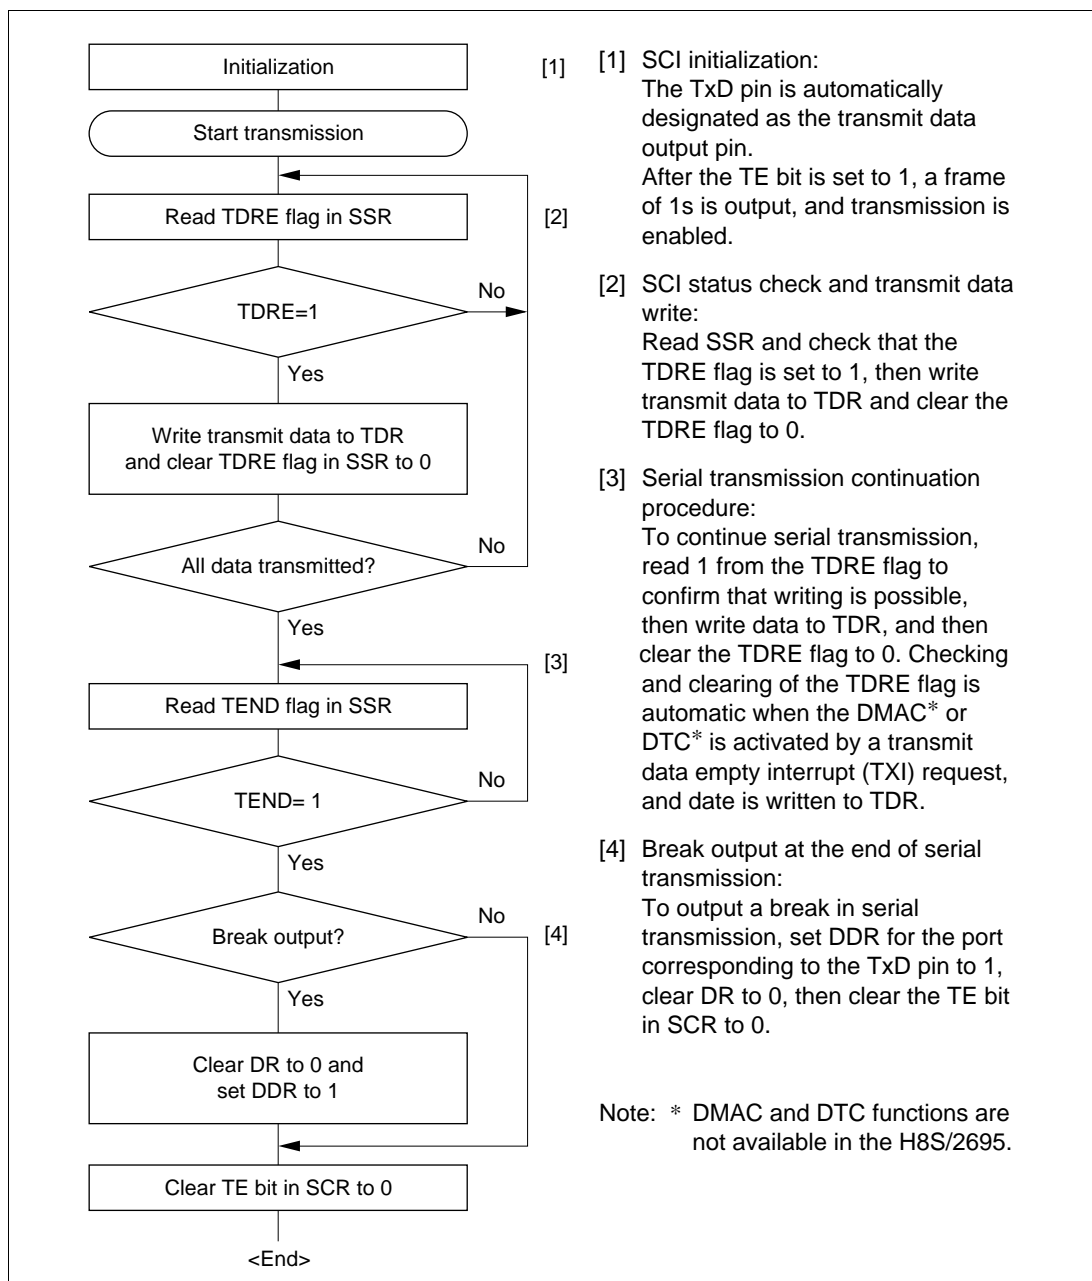 Initialization
[1]
Start transmission
Read TDRE flag in SSR
[2]
TDRE=1
No
Yes
Write transmit data to TDR
and clear TDRE flag in SSR to 0
All data transmitted?
No
Yes
[3]
Read TEND flag in SSR
TEND= 1
No
Yes
Break output?
No
[4]
Yes
Clear DR to 0 and
set DDR to 1
Clear TE bit in SCR to 0
<End>
[1] SCI initialization:
The TxD pin is automatically
designated as the transmit data
output pin.
After the TE bit is set to 1, a frame
of 1s is output, and transmission is
enabled.
[2] SCI status check and transmit data
write:
Read SSR and check that the
TDRE flag is set to 1, then write
transmit data to TDR and clear the
TDRE flag to 0.
[3] Serial transmission continuation
procedure:
To continue serial transmission,
read 1 from the TDRE flag to
confirm that writing is possible,
then write data to TDR, and then
clear the TDRE flag to 0. Checking
and clearing of the TDRE flag is
automatic when the DMAC* or
DTC* is activated by a transmit
data empty interrupt (TXI) request,
and date is written to TDR.
[4] Break output at the end of serial
transmission:
To output a break in serial
transmission, set DDR for the port
corresponding to the TxD pin to 1,
clear DR to 0, then clear the TE bit
in SCR to 0.
Note: * DMAC and DTC functions are
not available in the H8S/2695.